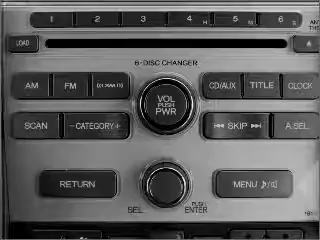 1 2 3 4 5 6
LOAD
6-DISC CHANGER
AM FM XM CD/AUX TITLE CLOCK
VOL
PUSH
PWR
SCAN −CATEGORY+ ⏮ SKIP ⏭ A.SEL
RETURN MENU
SEL PUSH
ENTER